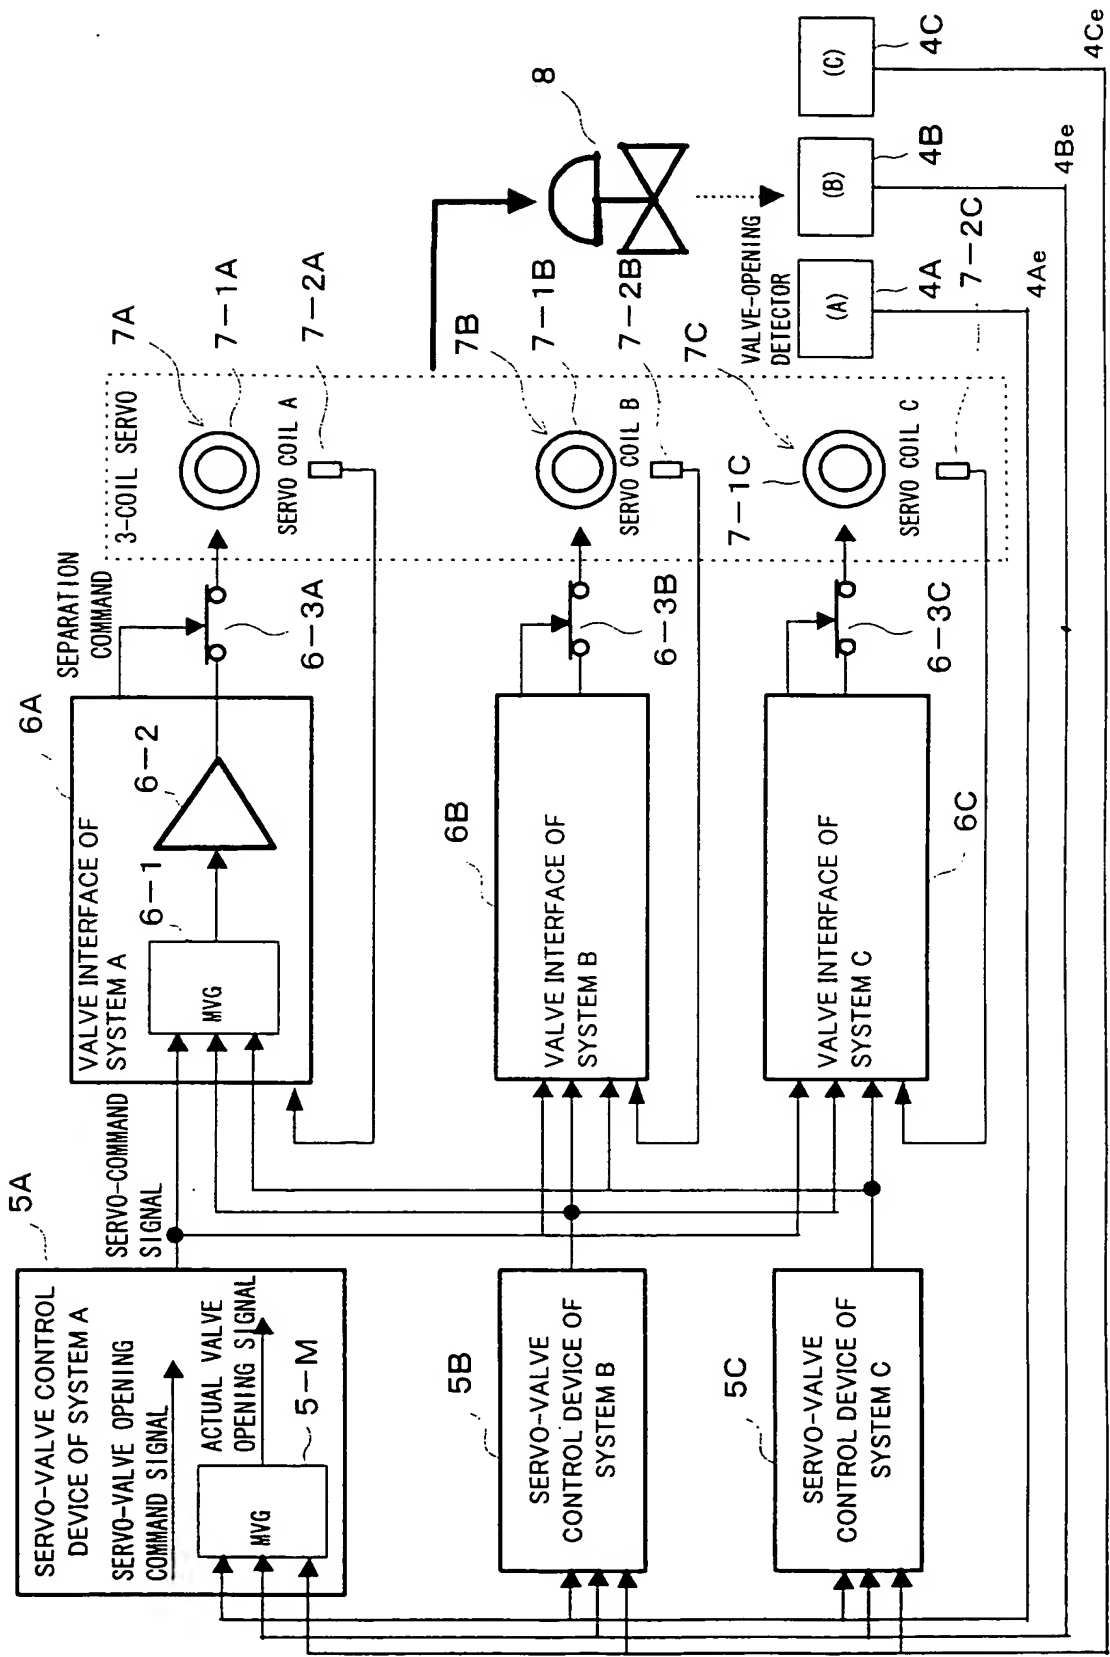 5A
SERVO-VALVE CONTROL
DEVICE OF SYSTEM A
SERVO-VALVE OPENING
COMMAND SIGNAL
ACTUAL VALVE
OPENING SIGNAL
MVG
5-M
SERVO-COMMAND
SIGNAL
6A
VALVE INTERFACE OF
SYSTEM A
MVG
6-1
6-2
SEPARATION
COMMAND
6-3A
3-COIL SERVO
SERVO COIL A
7A
7-1A
7-2A
8
5B
SERVO-VALVE
CONTROL DEVICE OF
SYSTEM B
6B
VALVE INTERFACE OF
SYSTEM B
6-3B
SERVO COIL B
7B
7-1B
7-2B
5C
SERVO-VALVE
CONTROL DEVICE OF
SYSTEM C
VALVE INTERFACE OF
SYSTEM C
6C
6-3C
7-1C
SERVO COIL C
7C
7-2C
VALVE-OPENING
DETECTOR
(A)
4A
4Ae
(B)
4B
4Be
(C)
4C
4Ce